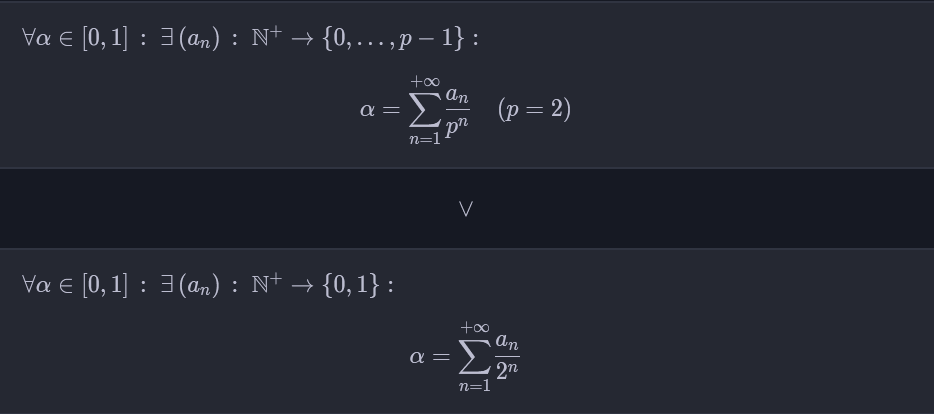 ∀α ∈ [0, 1] : ∃ (aₙ) : ℕ⁺ → {0, …, p − 1} :
α = ∑_{n=1}^{+∞} aₙ/pⁿ (p = 2)
∨
∀α ∈ [0, 1] : ∃ (aₙ) : ℕ⁺ → {0, 1} :
α = ∑_{n=1}^{+∞} aₙ/2ⁿ